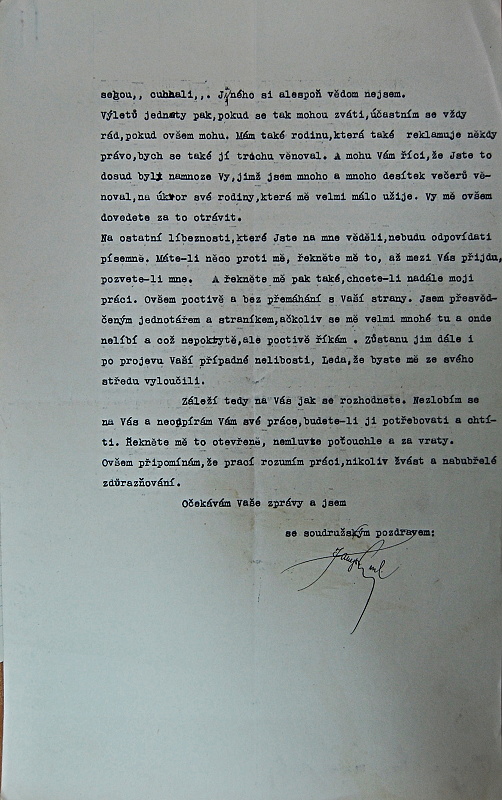 segou,, cuhhali,,. Jiného si alespoň vědom nejsem.
Výletů jednoty pak,pokud se tak mohou zváti,účastním se vždy
rád,pokud ovšem mohu. Mám také rodinu,která také reklamuje někdy
právo,bych se také jí trochu věnoval. A mohu Vám říci,že Jste to
dosud byli namnoze Vy,jimž jsem mnoho a mnoho desítek večerů vě-
noval,na úkor své rodiny,která mě velmi málo užije. Vy mě ovšem
dovedete za to otrávit.
Na ostatní líbeznosti,které Jste na mne věděli,nebudu odpovídati
písemně. Máte-li něco proti mě, řekněte mě to, až mezi Vás přijdu,
pozvete-li mne. A řekněte mě pak také,chcete-li nadále moji
práci. Ovšem poctivě a bez přemáhání s Vaší strany. Jsem přesvěd-
čeným jednotářem a straníkem,ačkoliv se mě velmi mnohé tu a onde
nelíbí a což nepokrytě,ale poctivě říkám . Zůstanu jim dále i
po projevu Vaší případné nelibosti, Leda,že byste mě ze svého
středu vyloučili.
Záleží tedy na Vás jak se rozhodnete. Nezlobím se
na Vás a neodpírám Vám své práce,budete-li ji potřebovati a chtí-
ti. Řekněte mě to otevřeně, nemluvte počouchle a za vraty.
Ovšem připomínám,že prací rozumím práci,nikoliv žvást a nabubřelé
zdůrazňování.
Očekávám Vaše zprávy a jsem
se soudružským pozdravem: